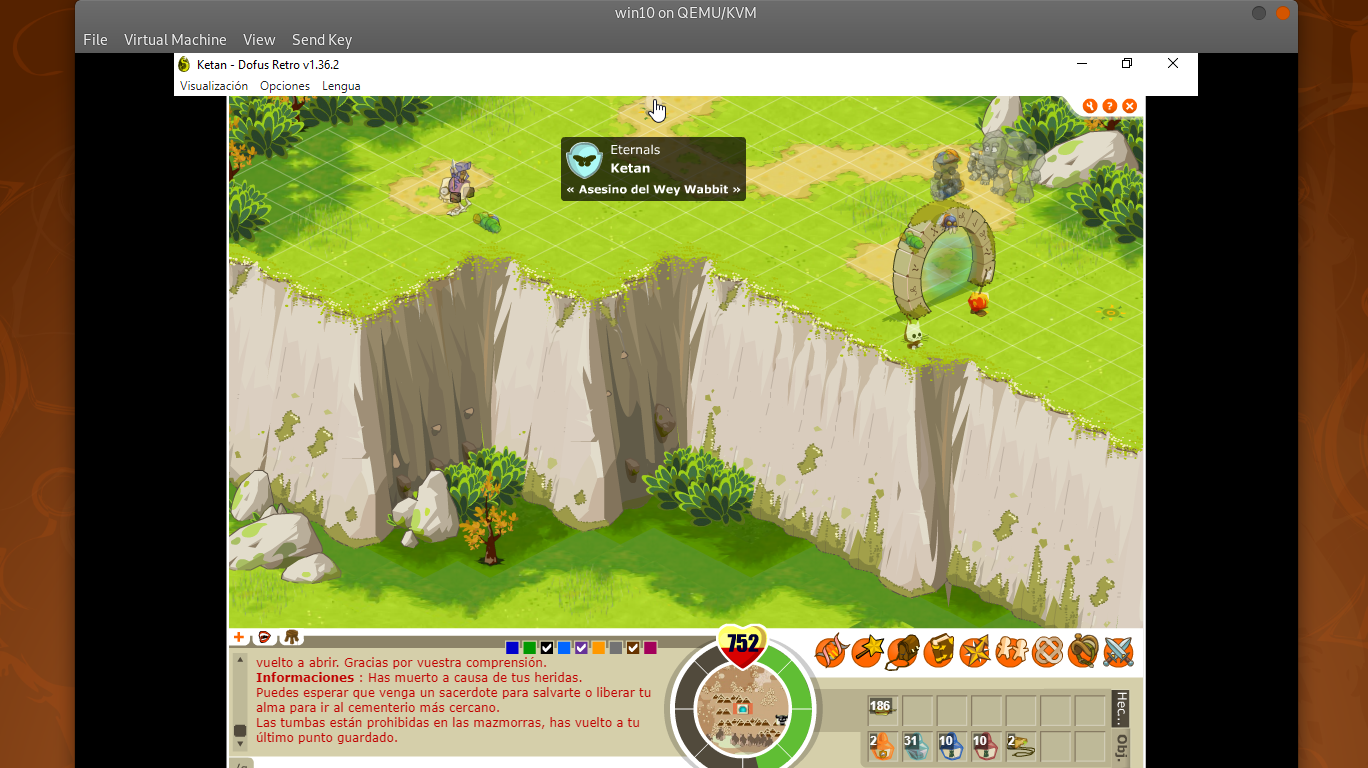 win10 on QEMU/KVM
File Virtual Machine View Send Key
Ketan - Dofus Retro v1.36.2
Visualización Opciones Lengua
?
Eternals
Ketan
« Asesino del Wey Wabbit »
752
vuelto a abrir. Gracias por vuestra comprensión.
Informaciones : Has muerto a causa de tus heridas.
Puedes esperar que venga un sacerdote para salvarte o liberar tu
alma para ir al cementerio más cercano.
Las tumbas están prohibidas en las mazmorras, has vuelto a tu
último punto guardado.
186
Hec...
2 31 10 10 2
Obj.